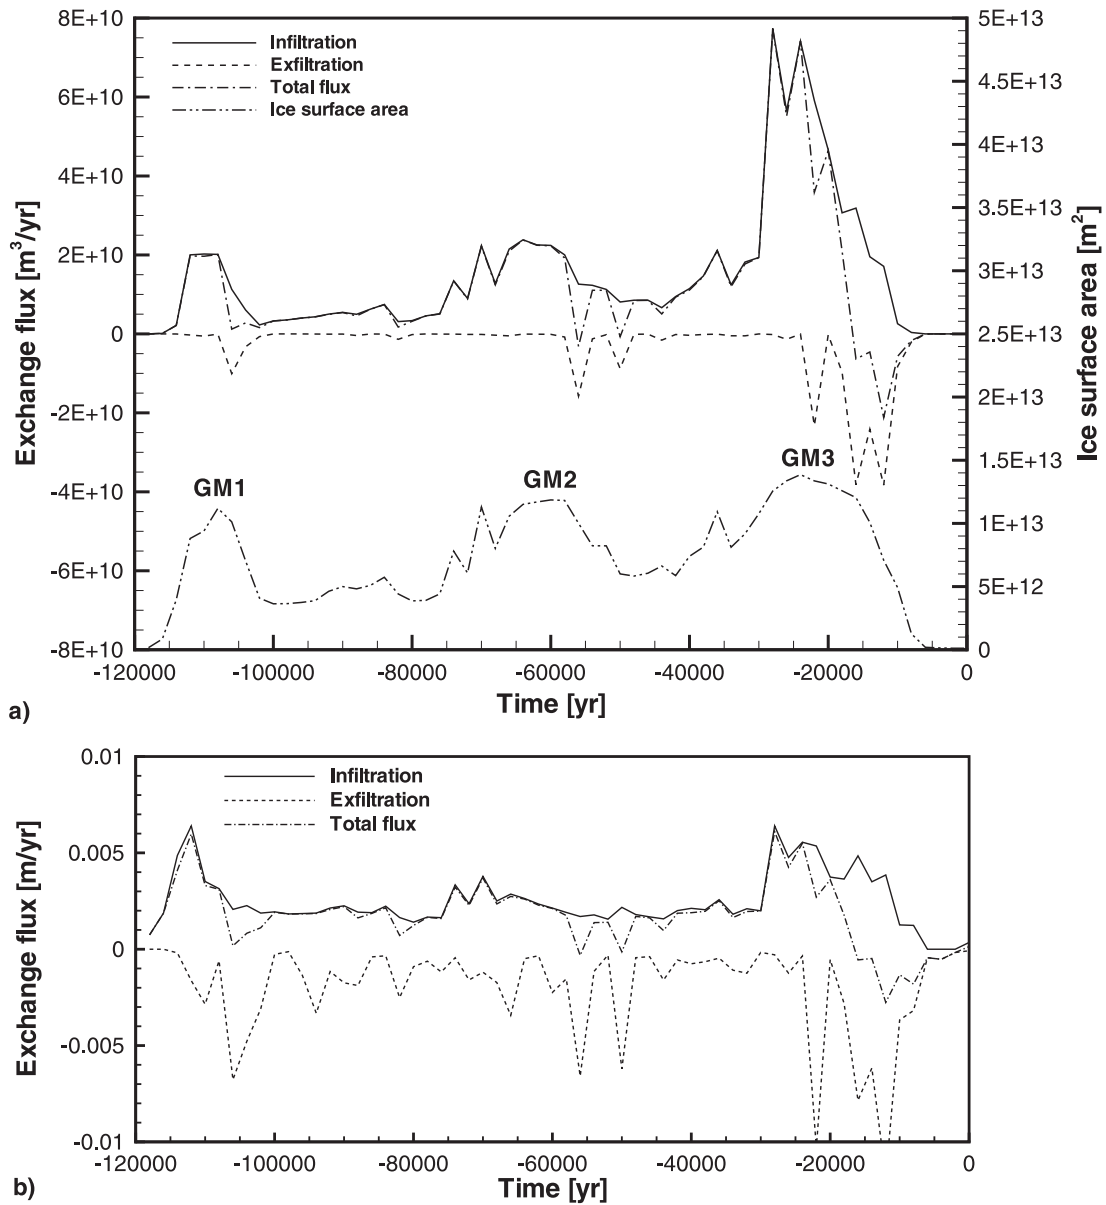 8E+10
6E+10
4E+10
2E+10
0
-2E+10
-4E+10
-6E+10
-8E+10
Exchange flux [m³/yr]
Infiltration
Exfiltration
Total flux
Ice surface area
GM1
GM2
GM3
5E+13
4.5E+13
4E+13
3.5E+13
3E+13
2.5E+13
2E+13
1.5E+13
1E+13
5E+12
0
Ice surface area [m²]
-120000 -100000 -80000 -60000 -40000 -20000 0
Time [yr]
a)
0.01
0.005
0
-0.005
-0.01
Exchange flux [m/yr]
Infiltration
Exfiltration
Total flux
-120000 -100000 -80000 -60000 -40000 -20000 0
Time [yr]
b)